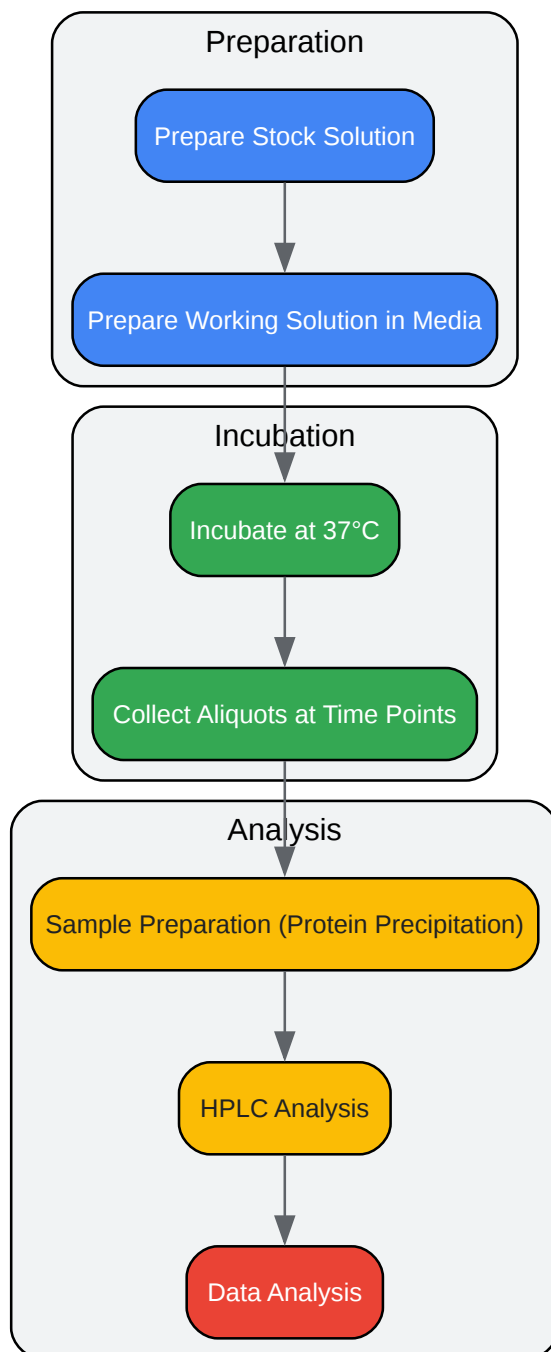 Preparation
Prepare Stock Solution
Prepare Working Solution in Media
Incubation
Incubate at 37°C
Collect Aliquots at Time Points
Analysis
Sample Preparation (Protein Precipitation)
HPLC Analysis
Data Analysis